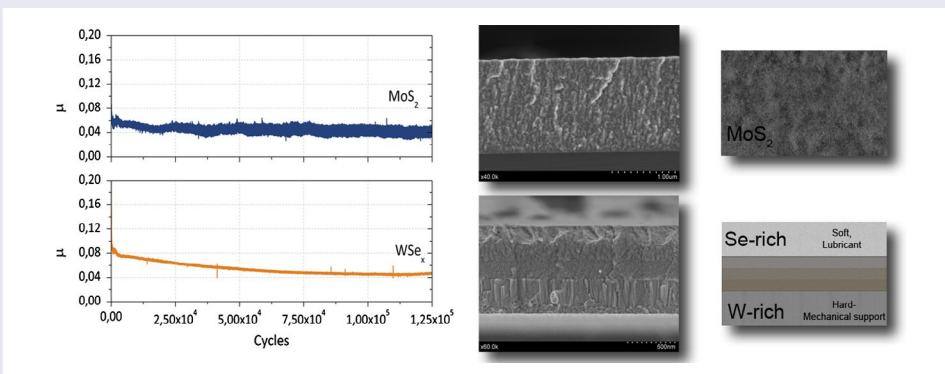 0,20
0,16
0,12
0,08
0,04
0,00
μ
MoS₂
0,20
0,16
0,12
0,08
0,04
0,00
μ
WSeₓ
0,00 2,50x10⁴ 5,00x10⁴ 7,50x10⁴ 1,00x10⁵ 1,25x10⁵
Cycles
x40.0k 1.00um
x60.0k 500nm
MoS₂
Se-rich
Soft,
Lubricant
W-rich
Hard-
Mechanical support